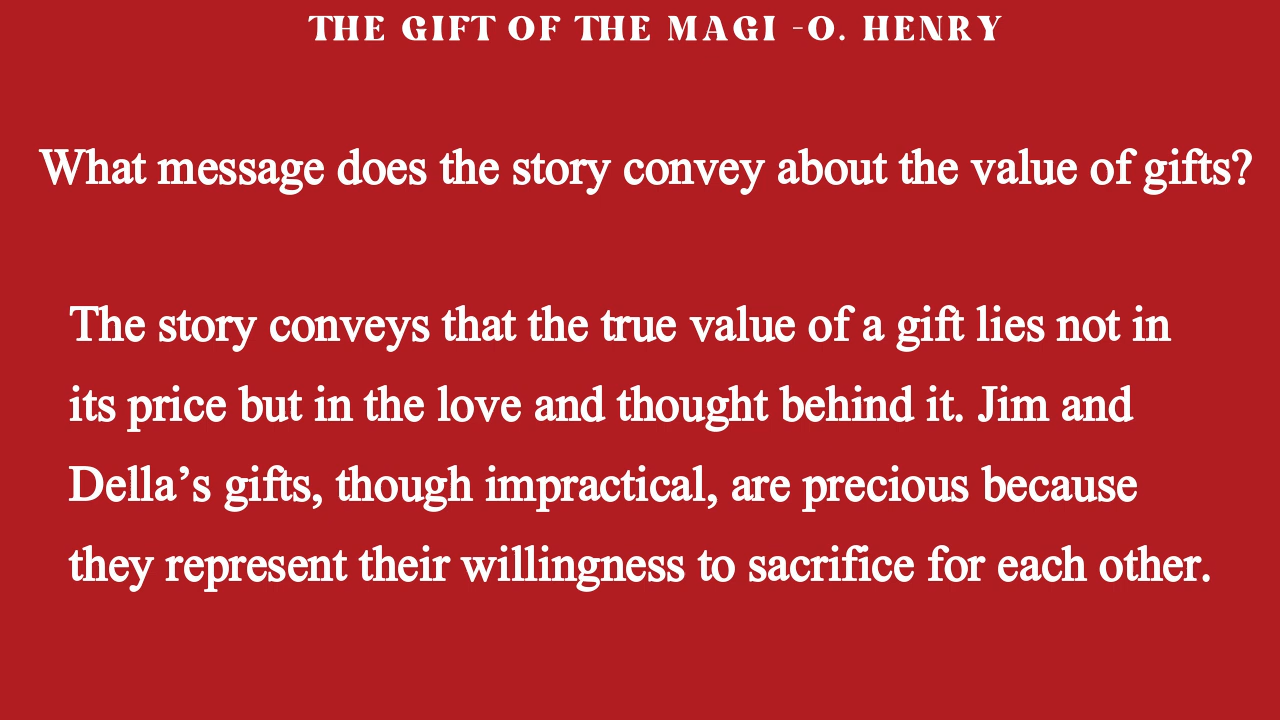 THE GIFT OF THE MAGI -O. HENRY
What message does the story convey about the value of gifts?
The story conveys that the true value of a gift lies not in
its price but in the love and thought behind it. Jim and
Della’s gifts, though impractical, are precious because
they represent their willingness to sacrifice for each other.